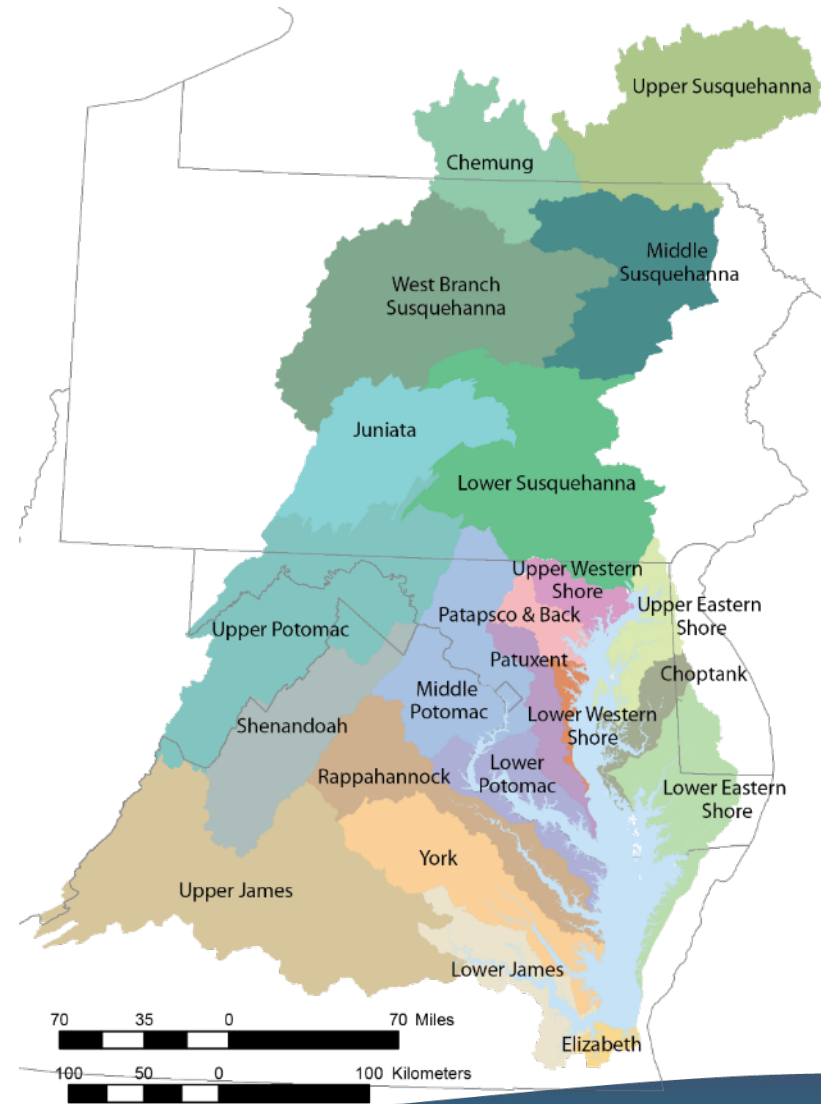 Upper Susquehanna
Chemung
Middle
Susquehanna
West Branch
Susquehanna
Juniata
Lower Susquehanna
Upper Western
Shore
Upper Eastern
Shore
Patapsco & Back
Upper Potomac
Patuxent
Choptank
Middle
Potomac
Lower Western
Shore
Shenandoah
Lower
Potomac
Rappahannock
Lower Eastern
Shore
York
Upper James
Lower James
Elizabeth
70 35 0 70 Miles
100 50 0 100 Kilometers